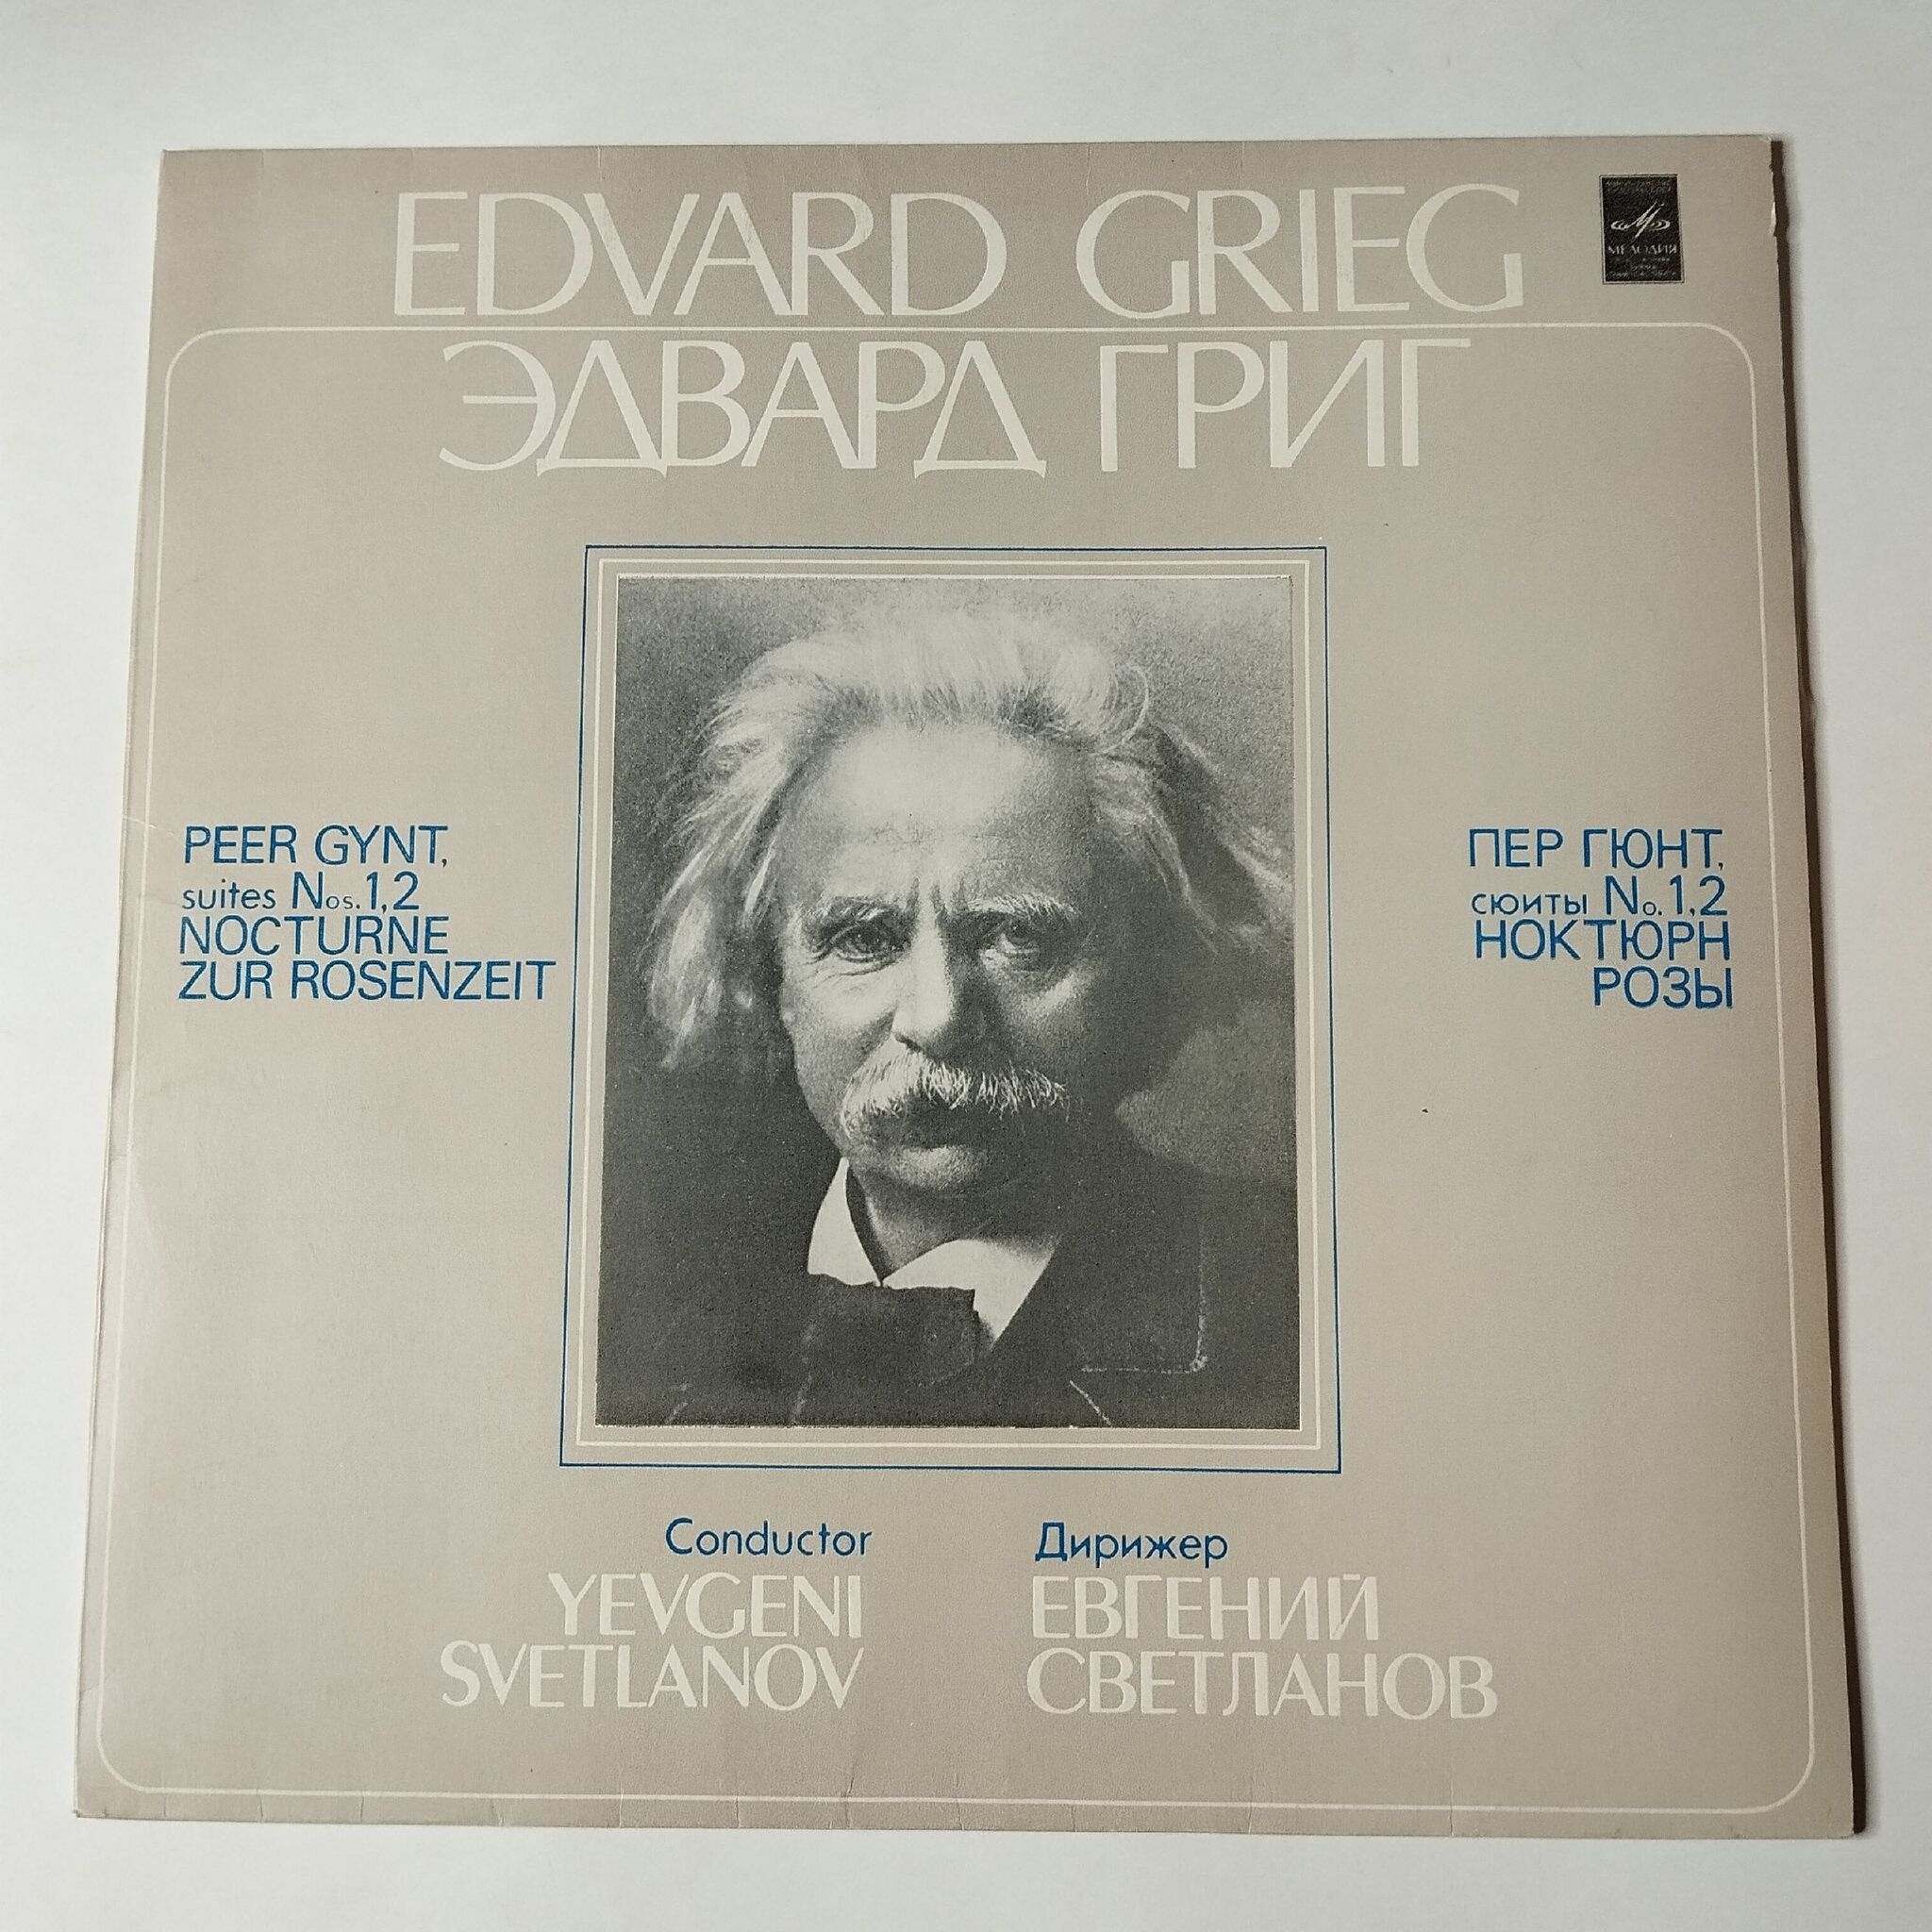 EDVARD GRIEG
МЕЛОДИЯ
ЭДВАРД ГРИГ
PEER GYNT,
suites Nos. 1,2
NOCTURNE
ZUR ROSENZEIT
ПЕР ГЮНТ,
сюиты No. 1,2
НОКТЮРН
РОЗЫ
Conductor
YEVGENI
SVETLANOV
Дирижер
ЕВГЕНИЙ
СВЕТЛАНОВ